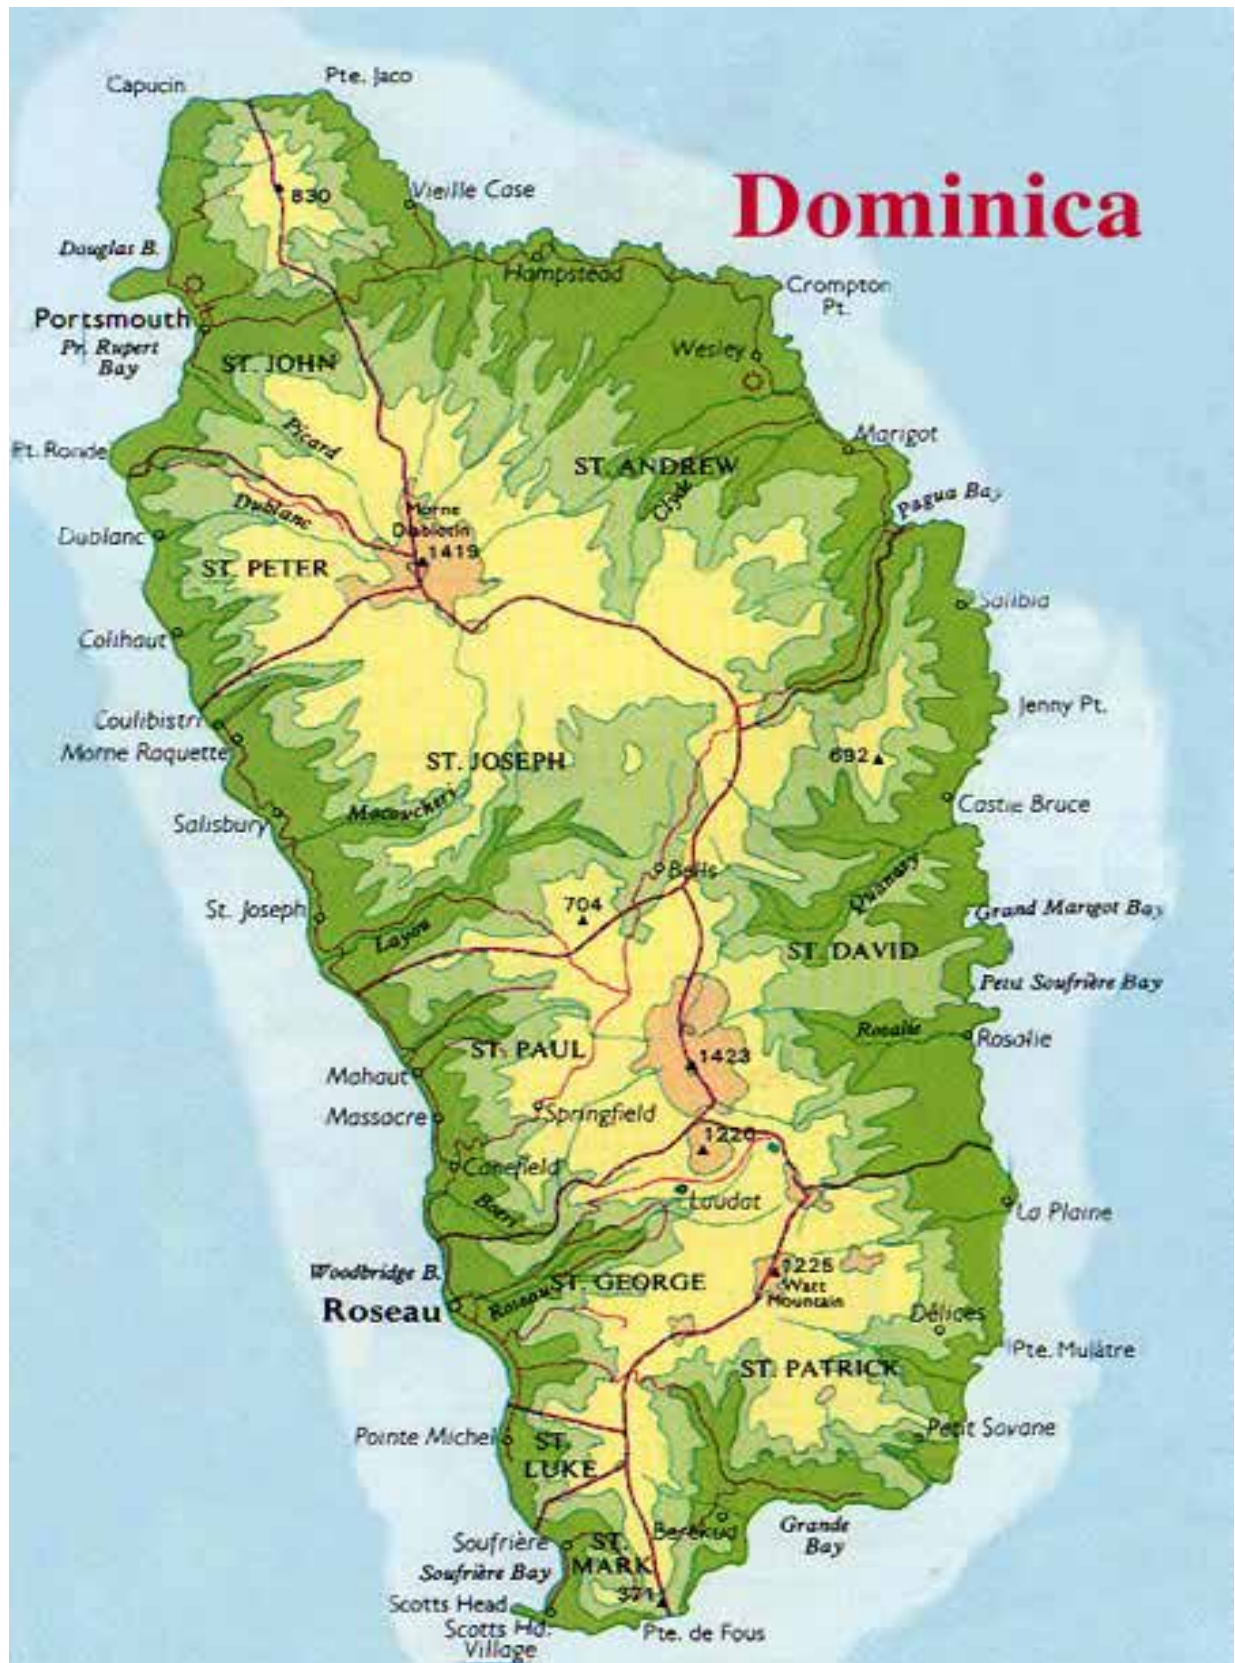 Dominica
Capucin
Pte. Jaco
830
Vieille Case
Douglas B.
Hampstead
Crompton
Pt.
Portsmouth
Pr. Rupert
Bay
ST. JOHN
Wesley
Pt. Ronde
Picard
ST. ANDREW
Marigot
Clyde
Pagua Bay
Dublanc
Morne
Diablotin
1419
Dublanc
ST. PETER
Salibia
Colihaut
Jenny Pt.
Coulibistri
Morne Raquette
ST. JOSEPH
692
Macoucheri
Castle Bruce
Salisbury
Bells
Quanary
704
St. Joseph
Grand Marigot Bay
Layou
ST. DAVID
Petit Soufrière Bay
Rosalie
Rosalie
ST. PAUL
1423
Mahaut
Massacre
Springfield
1220
Canefield
Laudat
Boeri
La Plaine
Woodbridge B.
Roseau
Roseau
ST. GEORGE
1225
Watt
Mountain
Délices
Pte. Mulâtre
ST. PATRICK
Petit Savane
Pointe Michel
ST.
LUKE
Grande
Bay
Berekua
Soufrière
Soufrière Bay
ST.
MARK
371
Scotts Head
Scotts Hd.
Village
Pte. de Fous